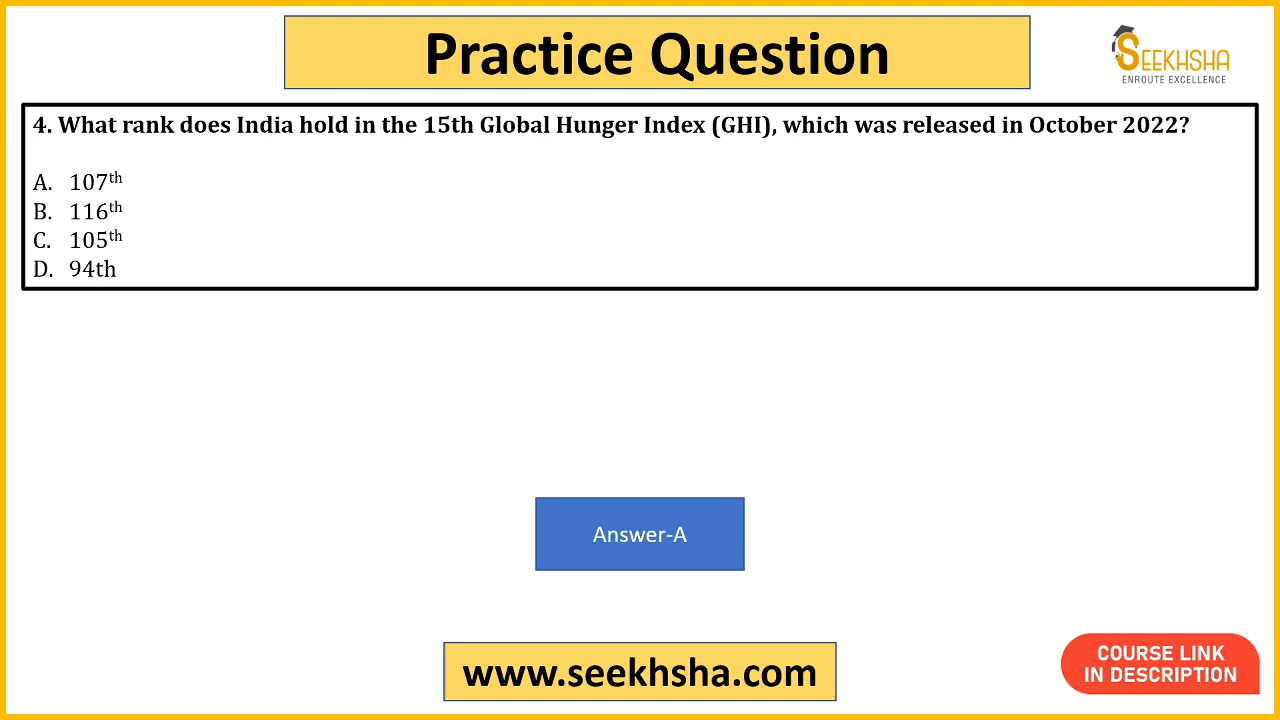 Practice Question
SEEKHSHA
ENROUTE EXCELLENCE
4. What rank does India hold in the 15th Global Hunger Index (GHI), which was released in October 2022?
A. 107th
B. 116th
C. 105th
D. 94th
Answer-A
www.seekhsha.com
COURSE LINK
IN DESCRIPTION